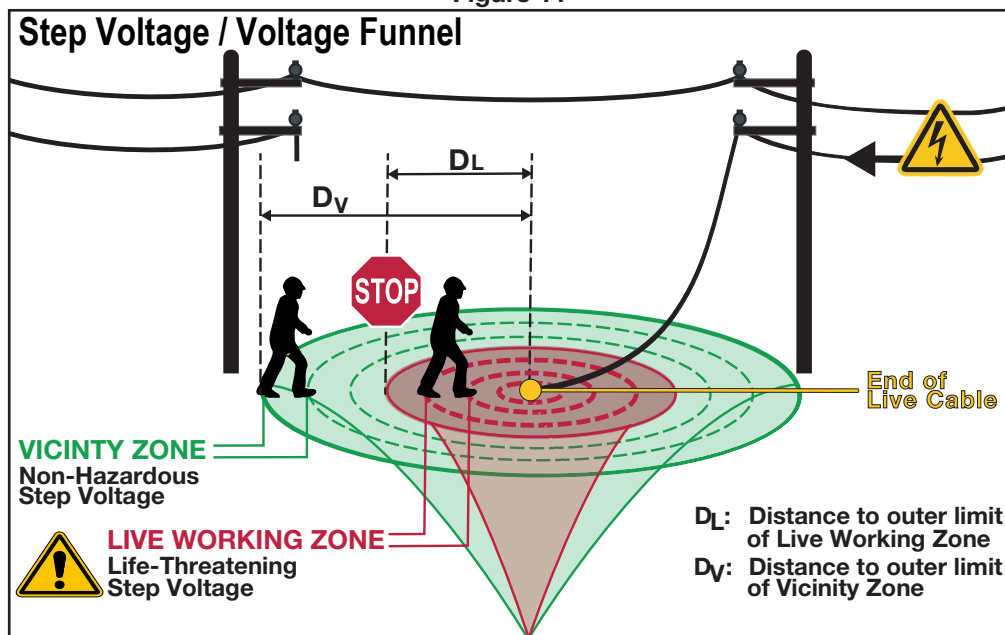 Step Voltage / Voltage Funnel
DL
DV
STOP
End of
Live Cable
VICINTY ZONE
Non-Hazardous
Step Voltage
LIVE WORKING ZONE
Life-Threatening
Step Voltage
DL: Distance to outer limit
of Live Working Zone
DV: Distance to outer limit
of Vicinity Zone